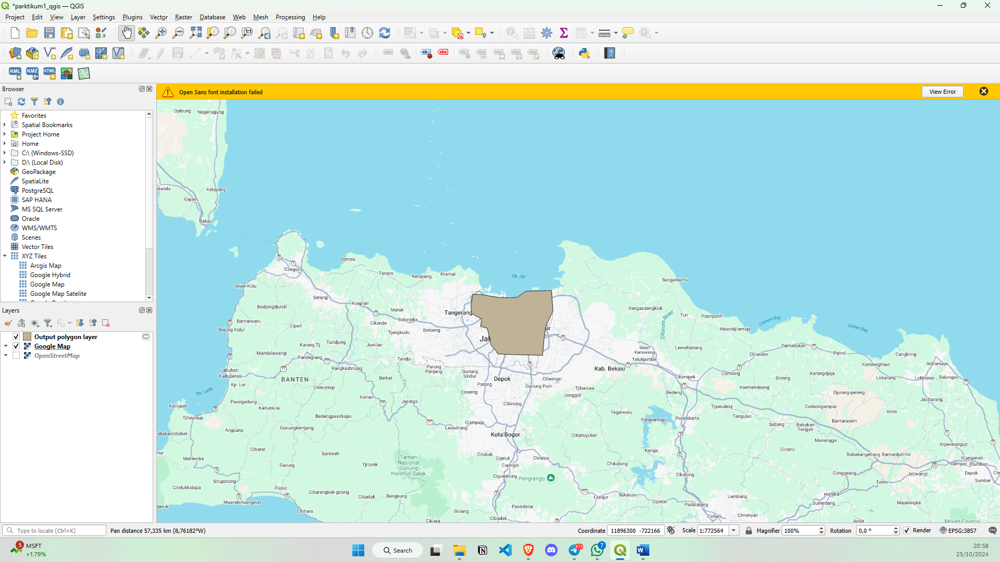 *parktikum1_qgis — QGIS
Project Edit View Layer Settings Plugins Vector Raster Database Web Mesh Processing Help
KML KMZ HTML
Browser
Open Sans font installation failed
View Error
Favorites
Spatial Bookmarks
Project Home
Home
C:\ (Windows-SSD)
D:\ (Local Disk)
GeoPackage
SpatiaLite
PostgreSQL
SAP HANA
MS SQL Server
Oracle
WMS/WMTS
Scenes
Vector Tiles
XYZ Tiles
Arcgis Map
Google Hybrid
Google Map
Google Map Satelite
Layers
Output polygon layer
Google Map
OpenStreetMap
Djabung Negeriagung
alianda Ketapang
Gajam
Bakau
Domas
Cilegon
Tanara
Ketapang Kramat
Tlk. Jkt
Sungaibuntu
Anjer-Kidu
Serang
Kragilan
Bodjongdjuruh
Merak
Tangerang
Rengasdengklok
Citarum River
Turi
Pasirputih
Ciasem Bay
Eretan Bay
Bantarwaru
Balaradja
Cikande
Bojong Kidul
Cipait
Tjangkudu
Betoeng
ur
Muaratjilamaja
Karang Tj.
Tundjung
Jawilan
Jak
West
Karawang
Lemahabang
Pamanukan
Mandalawangi
Pandeglang
Tendjo
Telukjambe
Chiasem
Patrol
Cangkring
Labuhan
Kaduperasi
Rangkasbitung
Parung
Panjang
Gunung
Sindur
Kab. Bekasi
Camiang
Karangdjaja
Kandanghaur
Losarang
Indramayu
Lohbener
Balongan
BANTEN
Berkat
Depok
Cileungsi
Cikampek
Binong
Kp. Lor
Cikeuyeup
Parung
Gunung Putri
Tjibarusa
Bedeng
Koemendoeng
Djurang-pereng
Tlk. Lada
Ciseeng
Jonggol
Pasirgadung
Karian
Jasinga
Cibinong
Tjipeudeuj
Cadasngampar
Jatibarang
Kolitjaah
Kadumula
Tegalwaru
Parakansapi
Purwakarta
Tangulun
Amis
Tjiteureup
Bedengpasirkopo
Ciampea
Bantarasem
abakancibeber
Angsana
Gunungkentjang
Leuwiliang
Kota Bogor
Cikabuyutan
Subang
Babakan
Tengah
Manangga
Arjawinangun
Cibarat
Sareweh
Cilobak
Cijeruk
Cisarua
Keraja
Cicariu
Babakangebang
Bantardjati-lor
Klangenan
mur
Mahendra
Garung
Tjitorek
Taman
Nasional
Gunung
Halimun Salak
Caringin
Chikalong
Gempol
Plumbon
Cigombong
Pangrango
Cikalong
Conggeang
Jatiwangi
Depok
Situpotong
Citelukkalapa
Plotot
Cibarengkok-girang
Cibadak
Bengkung
Sukaluyu
Cianjur
Lembang
malaka
Tomo
Sumber
djeruk
Muarabinuangeun
Chihara
Bolang
Pasirdatar
Cipatat
Padalarang
Sumedang
Majalengka
Cikiara
Cibadak
Cimahi
Cimenyan
Andir
Mount Ciremai
Type to locate (Ctrl+K)
Pan distance 57,335 km (8,76182°W)
Coordinate 11896300 -722166
Scale 1:772564
Magnifier 100%
Rotation 0,0 °
Render
EPSG:3857
5
MSFT
+1.79%
Search
873
7
20:58
25/10/2024